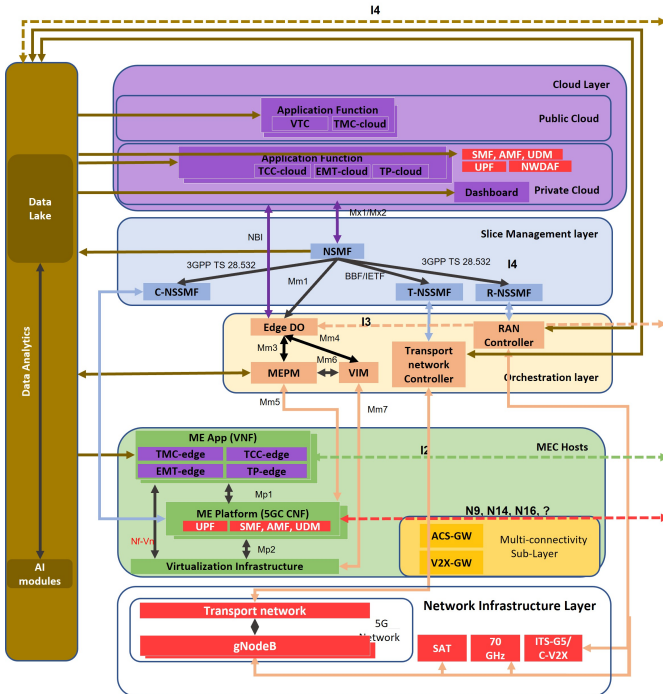 I4
Cloud Layer
Application Function
VTC
TMC-cloud
Public Cloud
Application Function
TCC-cloud
EMT-cloud
TP-cloud
SMF, AMF, UDM
UPF
NWDAF
Dashboard
Private Cloud
Data
Lake
Data Analytics
AI
modules
Mx1/Mx2
NBI
NSMF
Slice Management layer
3GPP TS 28.532
3GPP TS 28.532
I4
Mm1
BBF/IETF
C-NSSMF
T-NSSMF
R-NSSMF
Edge DO
I3
RAN
Controller
Mm3
Mm4
Mm6
MEPM
VIM
Transport
network
Controller
Orchestration layer
Mm5
Mm7
ME App (VNF)
TMC-edge
TCC-edge
EMT-edge
TP-edge
I2
MEC Hosts
Mp1
ME Platform (5GC CNF)
UPF
SMF, AMF, UDM
N9, N14, N16, ?
Nf-Vn
Mp2
Virtualization Infrastructure
ACS-GW
V2X-GW
Multi-connectivity
Sub-Layer
Network Infrastructure Layer
Transport network
gNodeB
5G
Network
SAT
70
GHz
ITS-G5/
C-V2X